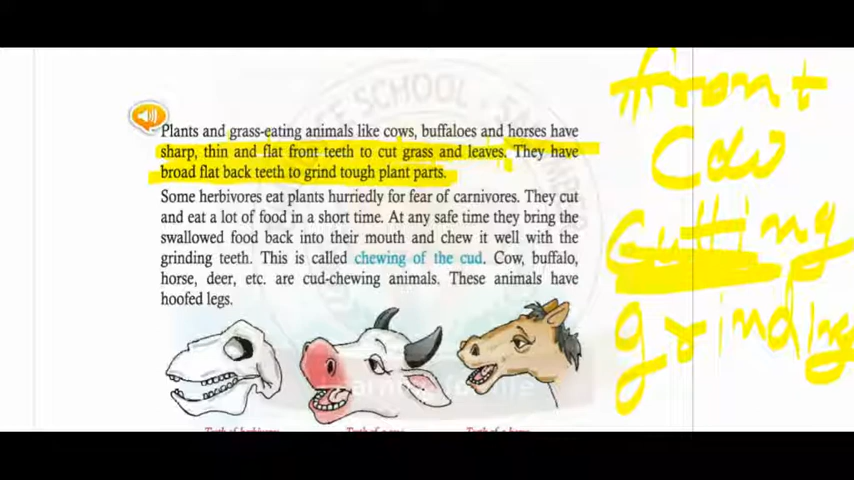 Plants and grass-eating animals like cows, buffaloes and horses have
sharp, thin and flat front teeth to cut grass and leaves. They have
broad flat back teeth to grind tough plant parts.
Some herbivores eat plants hurriedly for fear of carnivores. They cut
and eat a lot of food in a short time. At any safe time they bring the
swallowed food back into their mouth and chew it well with the
grinding teeth. This is called chewing of the cud. Cow, buffalo,
horse, deer, etc. are cud-chewing animals. These animals have
hoofed legs.
front
Cow
Cutting
grinding